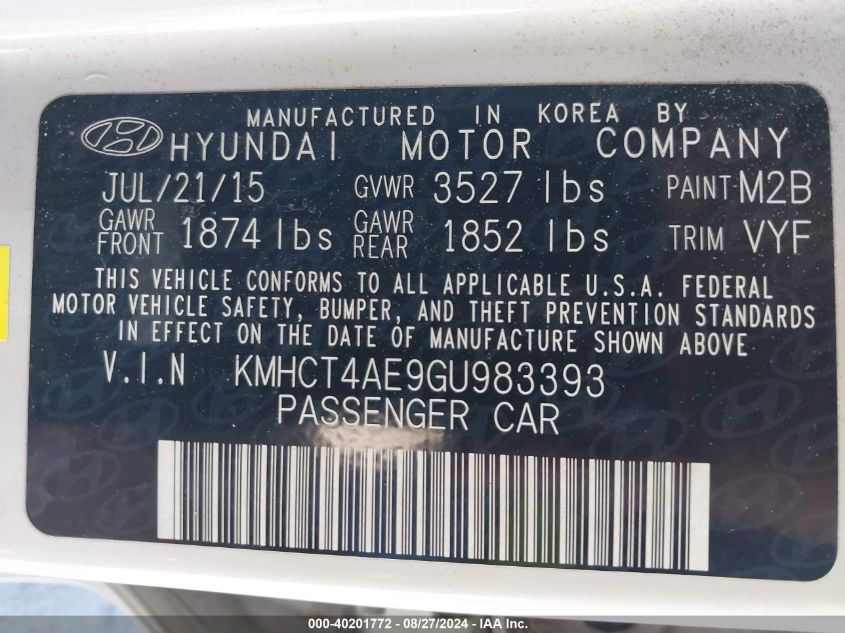 MANUFACTURED IN KOREA BY
HYUNDAI MOTOR COMPANY
JUL/21/15 GVWR 3527 lbs PAINT M2B
GAWR FRONT 1874 lbs GAWR REAR 1852 lbs TRIM VYF
THIS VEHICLE CONFORMS TO ALL APPLICABLE U.S.A. FEDERAL
MOTOR VEHICLE SAFETY, BUMPER, AND THEFT PREVENTION STANDARDS
IN EFFECT ON THE DATE OF MANUFACTURE SHOWN ABOVE.
V.I.N KMHCT4AE9GU983393
PASSENGER CAR
000-40201772 - 08/27/2024 - IAA Inc.